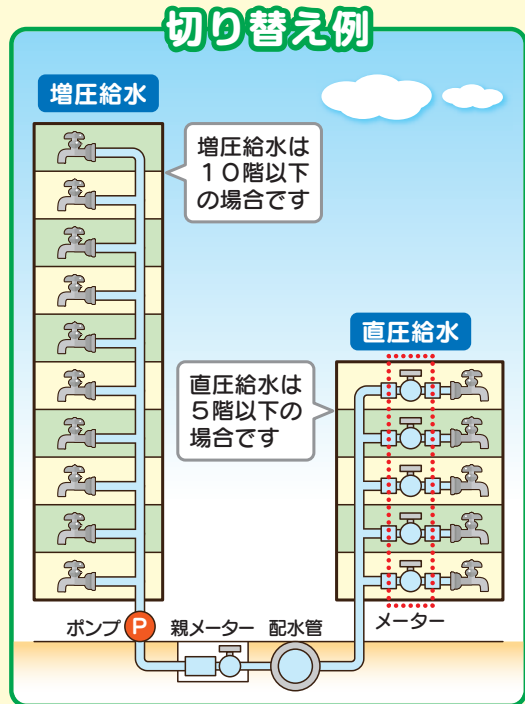 切り替え例
増圧給水
増圧給水は
１０階以下
の場合です
直圧給水
直圧給水は
５階以下の
場合です
ポンプ
P
親メーター
配水管
メーター